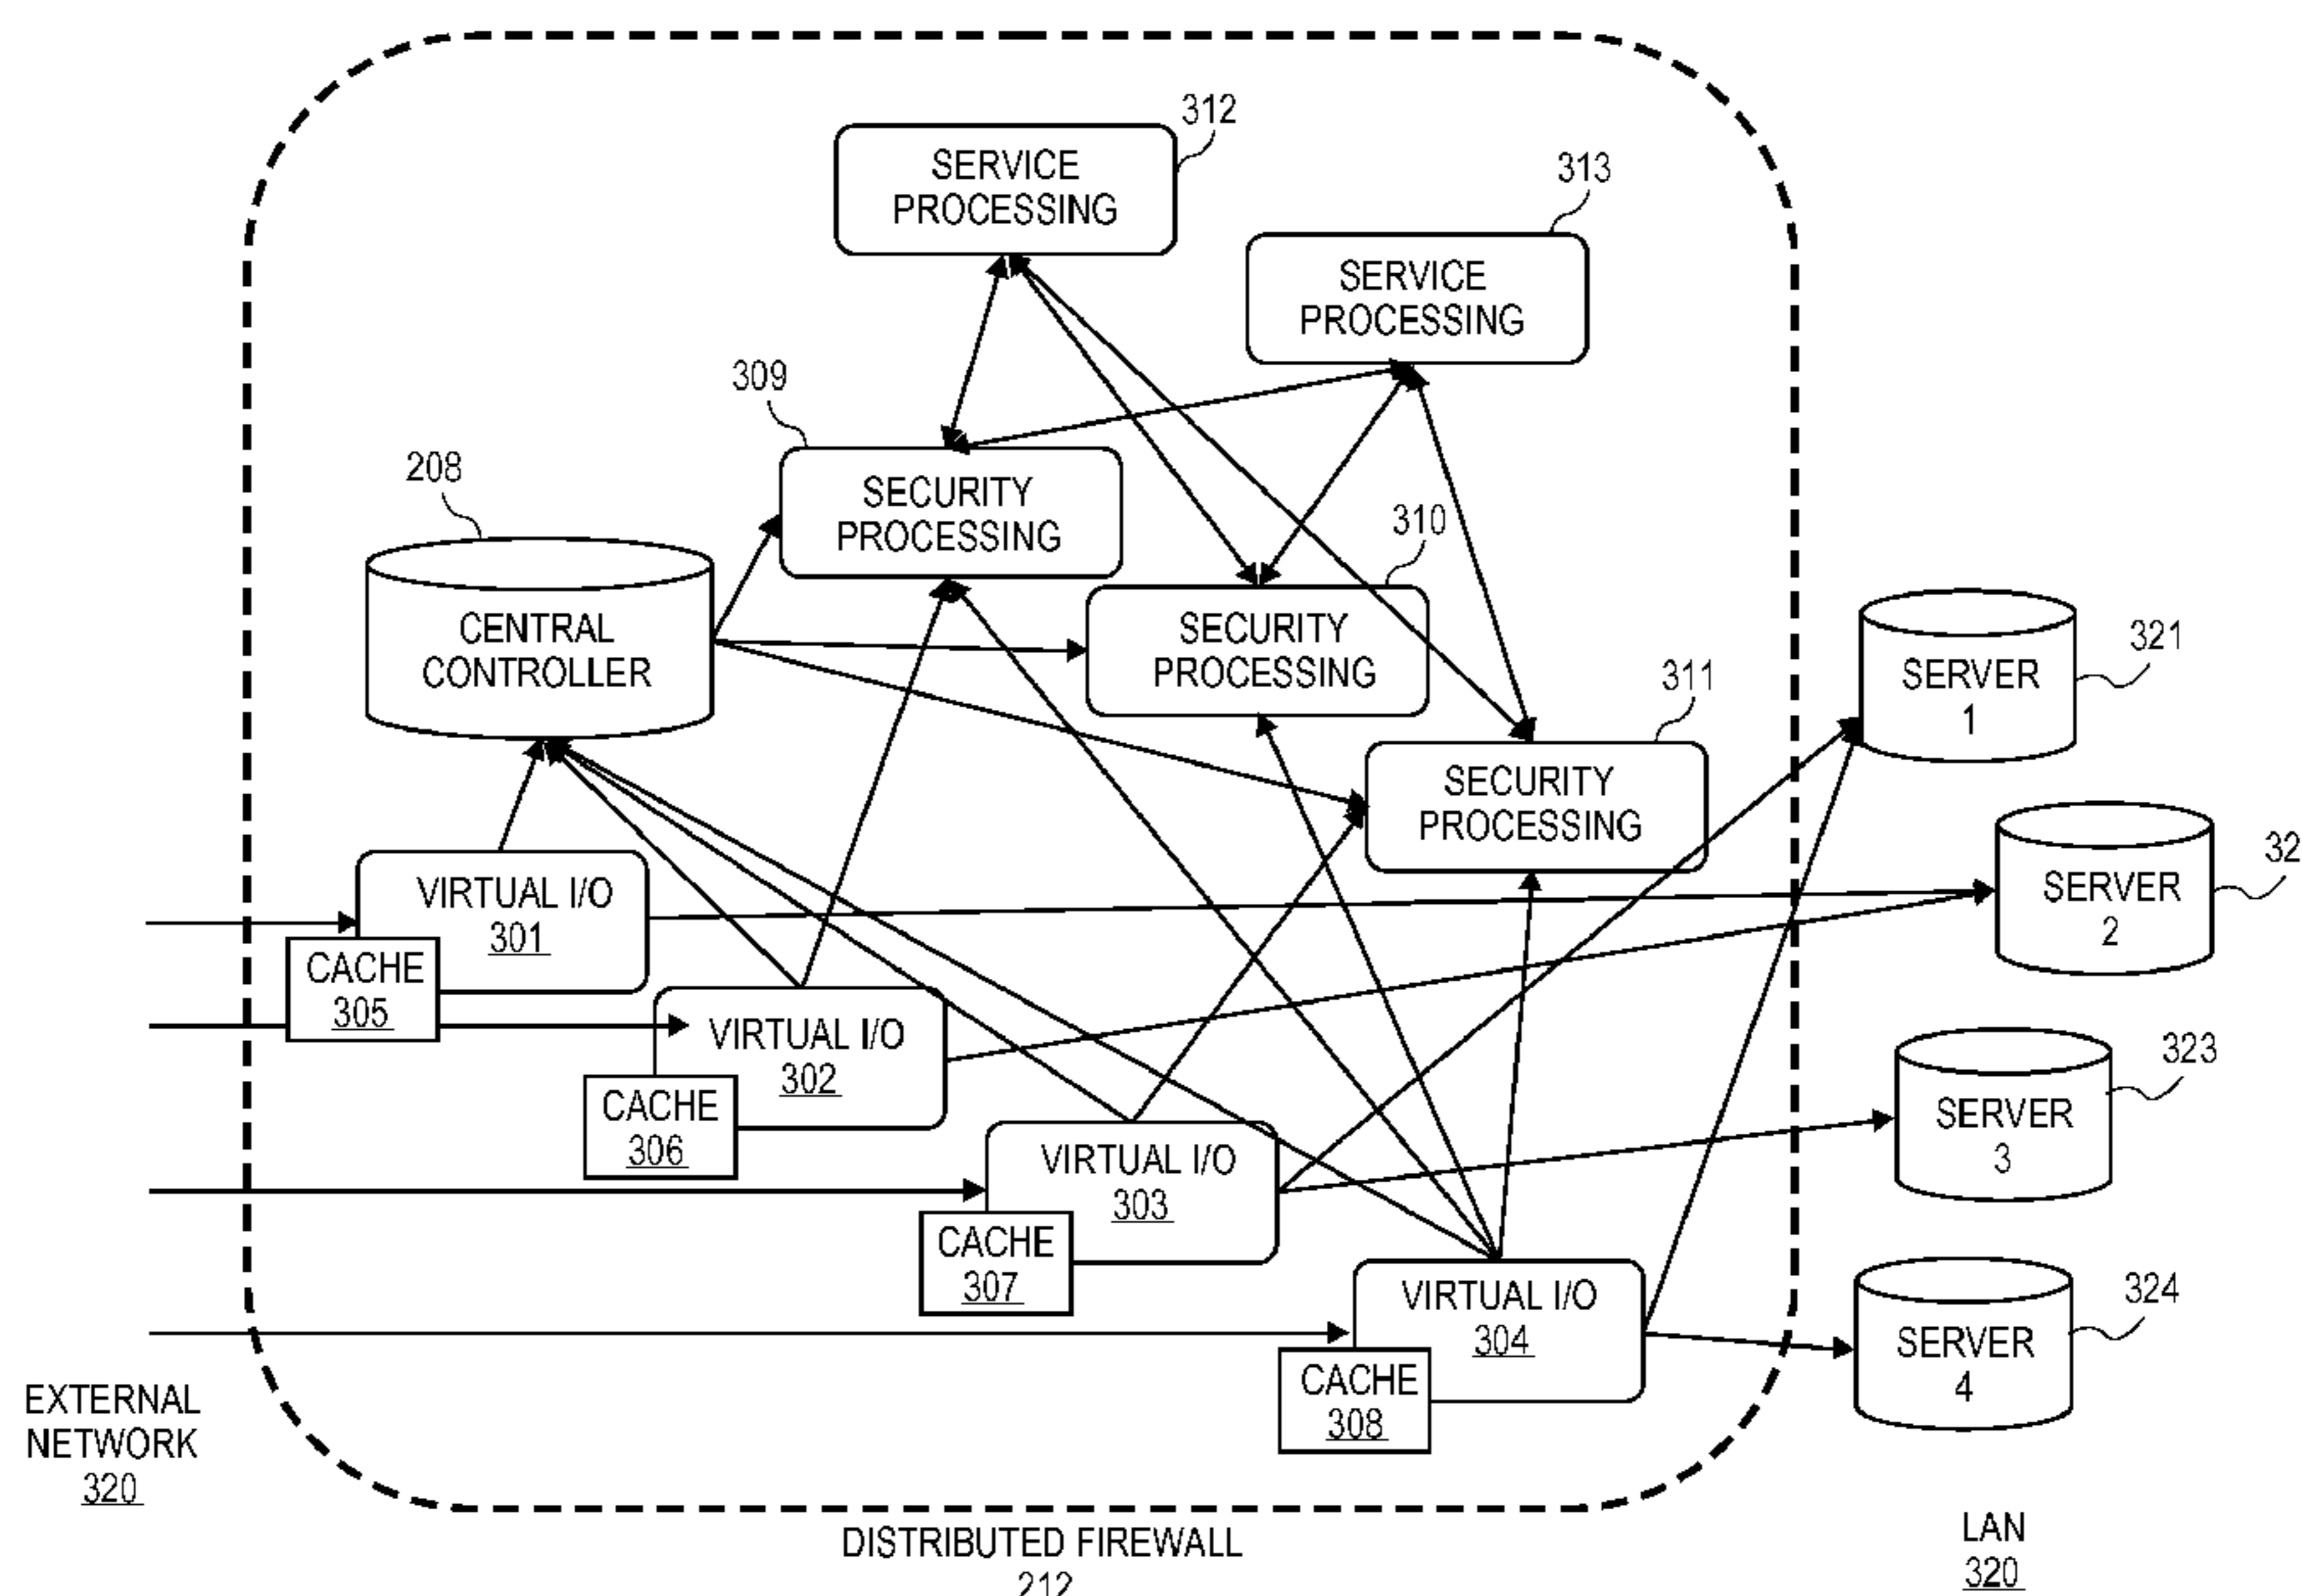 312
SERVICE
PROCESSING
313
SERVICE
PROCESSING
309
SECURITY
PROCESSING
208
CENTRAL
CONTROLLER
310
SECURITY
PROCESSING
311
SECURITY
PROCESSING
SERVER
1
321
SERVER
2
32
VIRTUAL I/O
301
CACHE
305
VIRTUAL I/O
302
CACHE
306
VIRTUAL I/O
303
CACHE
307
VIRTUAL I/O
304
CACHE
308
SERVER
3
323
SERVER
4
324
EXTERNAL
NETWORK
320
DISTRIBUTED FIREWALL
212
LAN
320